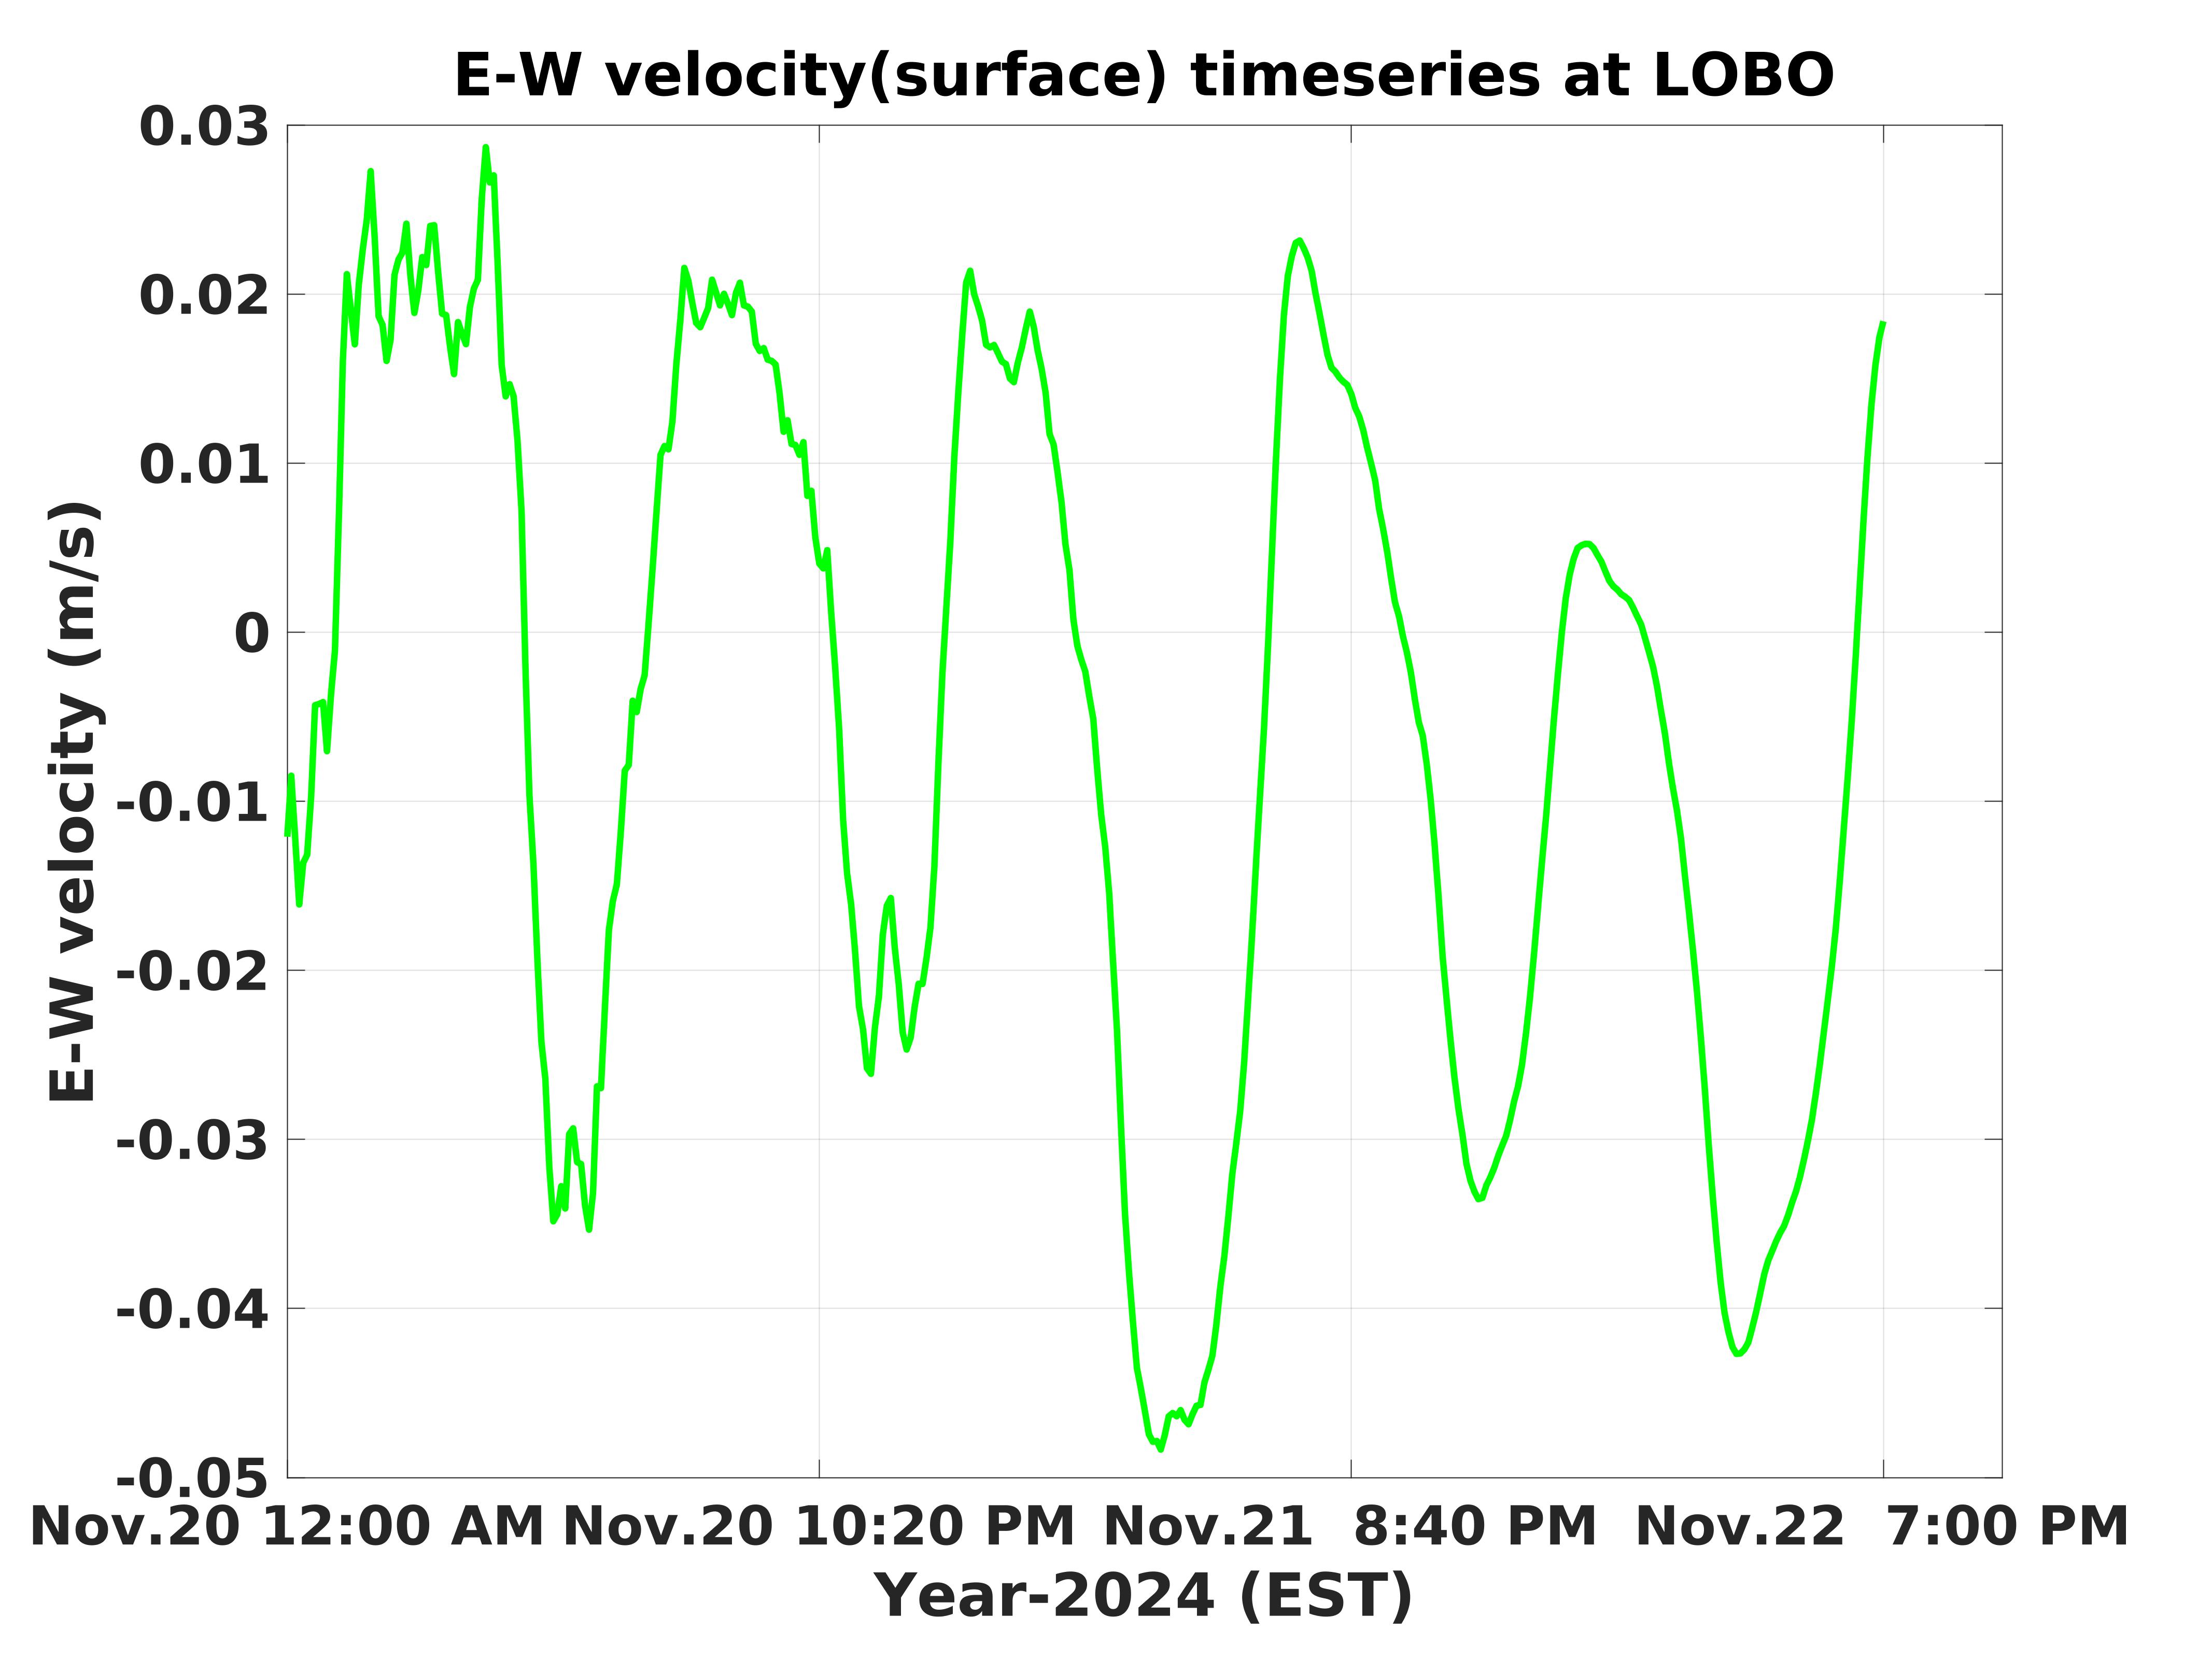 E-W velocity(surface) timeseries at LOBO
0.03
0.02
0.01
0
-0.01
-0.02
-0.03
-0.04
-0.05
E-W velocity (m/s)
Nov.20 12:00 AM Nov.20 10:20 PM Nov.21 8:40 PM Nov.22 7:00 PM
Year-2024 (EST)